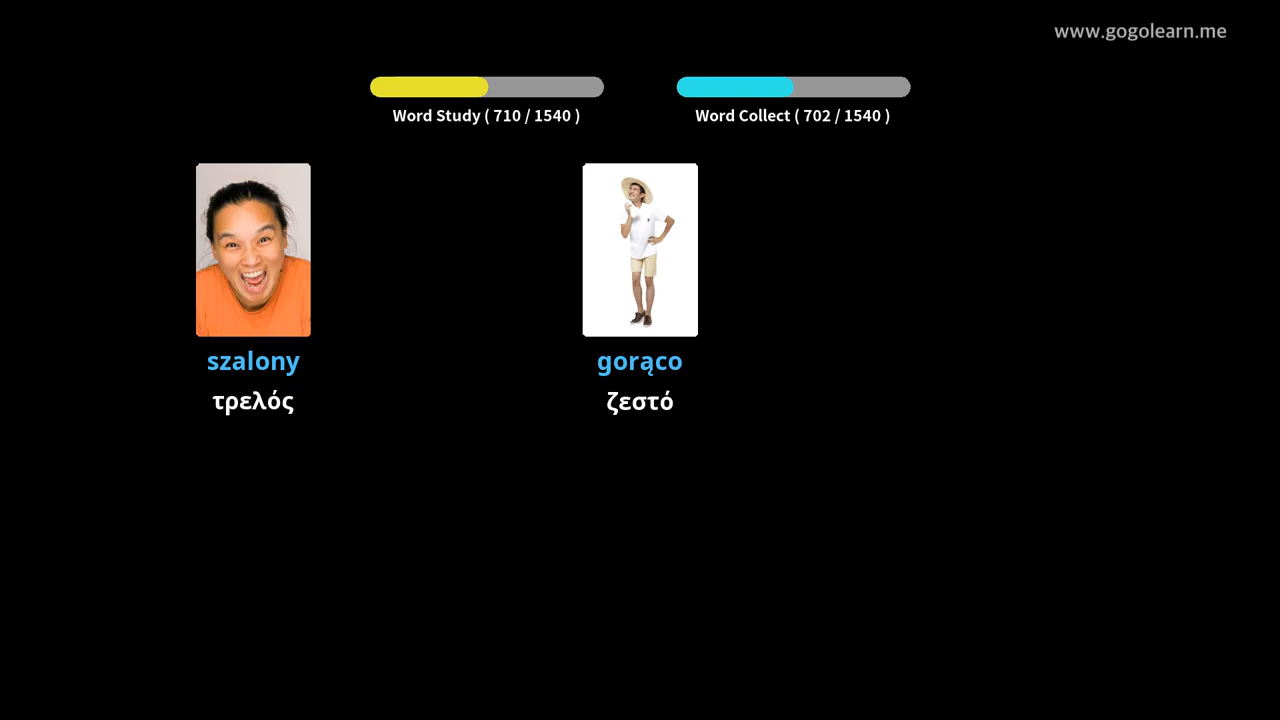 www.gogolearn.me
Word Study ( 710 / 1540 )
Word Collect ( 702 / 1540 )
szalony
gorąco
τρελός
ζεστό